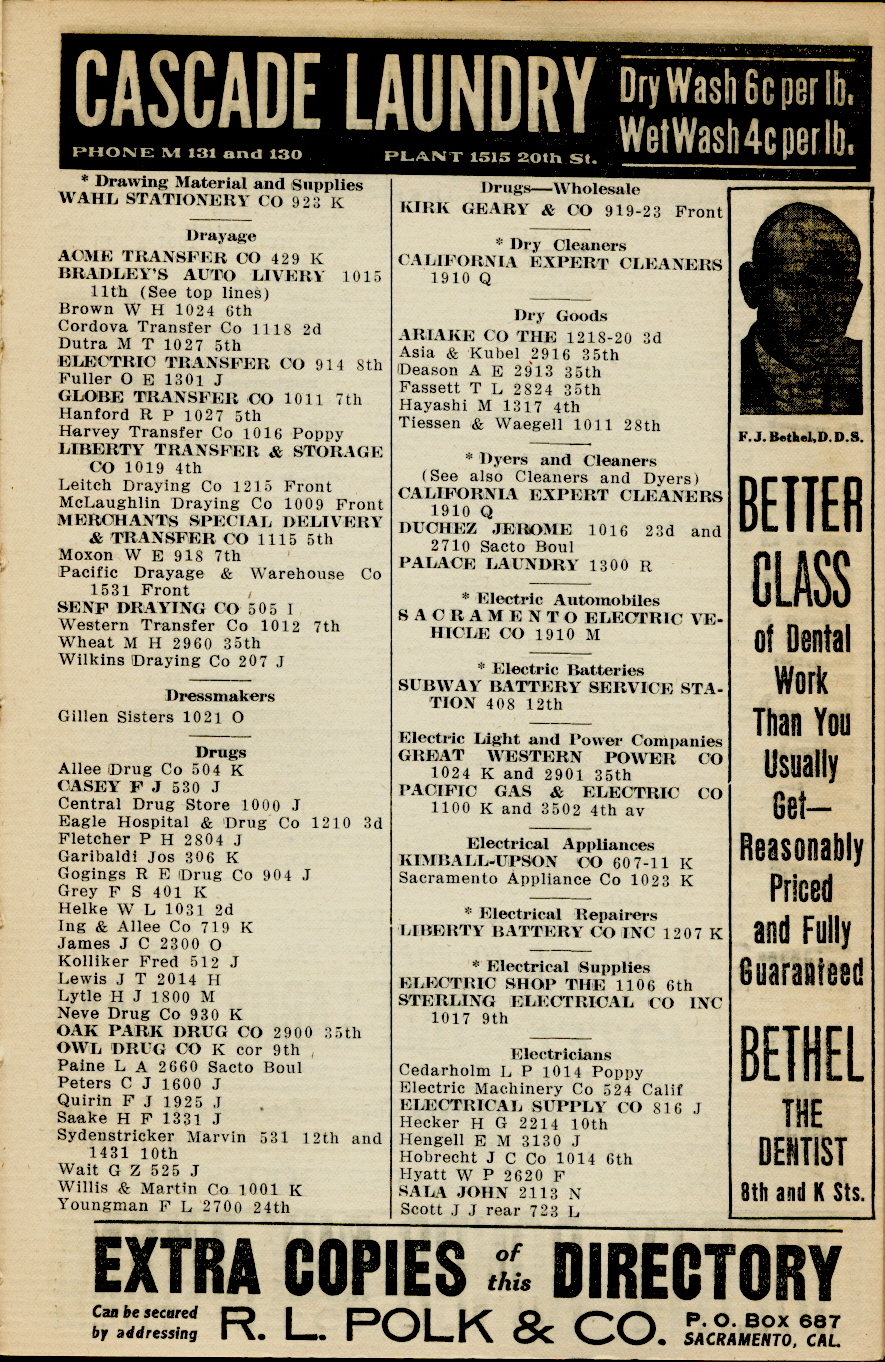 CASCADE LAUNDRY
PHONE M 131 and 130 PLANT 1515 20th St.
Dry Wash 6c per lb.
Wet Wash 4c per lb.
* Drawing Material and Supplies
WAHL STATIONERY CO 923 K
Drayage
ACME TRANSFER CO 429 K
BRADLEY'S AUTO LIVERY 1015
11th (See top lines)
Brown W H 1024 6th
Cordova Transfer Co 1118 2d
Dutra M T 1027 5th
ELECTRIC TRANSFER CO 914 8th
Fuller O E 1301 J
GLOBE TRANSFER CO 1011 7th
Hanford R P 1027 5th
Harvey Transfer Co 1016 Poppy
LIBERTY TRANSFER & STORAGE
CO 1019 4th
Leitch Draying Co 1215 Front
McLaughlin Draying Co 1009 Front
MERCHANTS SPECIAL DELIVERY
& TRANSFER CO 1115 5th
Moxon W E 918 7th
Pacific Drayage & Warehouse Co
1531 Front
SENF DRAYING CO 505 I
Western Transfer Co 1012 7th
Wheat M H 2960 35th
Wilkins Draying Co 207 J
Dressmakers
Gillen Sisters 1021 O
Drugs
Allee Drug Co 504 K
CASEY F J 530 J
Central Drug Store 1000 J
Eagle Hospital & Drug Co 1210 3d
Fletcher P H 2804 J
Garibaldi Jos 306 K
Gogings R E Drug Co 904 J
Grey F S 401 K
Helke W L 1031 2d
Ing & Allee Co 719 K
James J C 2300 O
Kolliker Fred 512 J
Lewis J T 2014 H
Lytle H J 1800 M
Neve Drug Co 930 K
OAK PARK DRUG CO 2900 35th
OWL DRUG CO K cor 9th
Paine L A 2660 Sacto Boul
Peters C J 1600 J
Quirin F J 1925 J
Saake H F 1331 J
Sydenstricker Marvin 531 12th and
1431 10th
Wait G Z 525 J
Willis & Martin Co 1001 K
Youngman F L 2700 24th
Drugs—Wholesale
KIRK GEARY & CO 919-23 Front
* Dry Cleaners
CALIFORNIA EXPERT CLEANERS
1910 Q
Dry Goods
ARIAKE CO THE 1218-20 3d
Asia & Kubel 2916 35th
Deason A E 2913 35th
Fassett T L 2824 35th
Hayashi M 1317 4th
Tiessen & Waegell 1011 28th
* Dyers and Cleaners
(See also Cleaners and Dyers)
CALIFORNIA EXPERT CLEANERS
1910 Q
DUCHEZ JEROME 1016 23d and
2710 Sacto Boul
PALACE LAUNDRY 1300 R
* Electric Automobiles
SACRAMENTO ELECTRIC VE-
HICLE CO 1910 M
* Electric Batteries
SUBWAY BATTERY SERVICE STA-
TION 408 12th
Electric Light and Power Companies
GREAT WESTERN POWER CO
1024 K and 2901 35th
PACIFIC GAS & ELECTRIC CO
1100 K and 3502 4th av
Electrical Appliances
KIMBALL-UPSON CO 607-11 K
Sacramento Appliance Co 1023 K
* Electrical Repairers
LIBERTY BATTERY CO INC 1207 K
* Electrical Supplies
ELECTRIC SHOP THE 1106 6th
STERLING ELECTRICAL CO INC
1017 9th
Electricians
Cedarholm L P 1014 Poppy
Electric Machinery Co 524 Calif
ELECTRICAL SUPPLY CO 816 J
Hecker H G 2214 10th
Hengell E M 3130 J
Hobrecht J C Co 1014 6th
Hyatt W P 2620 F
SALA JOHN 2113 N
Scott J J rear 723 L
F. J. Bethel, D. D. S.
BETTER
CLASS
of Dental
Work
Than You
Usually
Get—
Reasonably
Priced
and Fully
Guaranteed
BETHEL
THE
DENTIST
8th and K Sts.
EXTRA COPIES of this DIRECTORY
Can be secured
by addressing
R. L. POLK & CO.
P. O. BOX 687
SACRAMENTO, CAL.